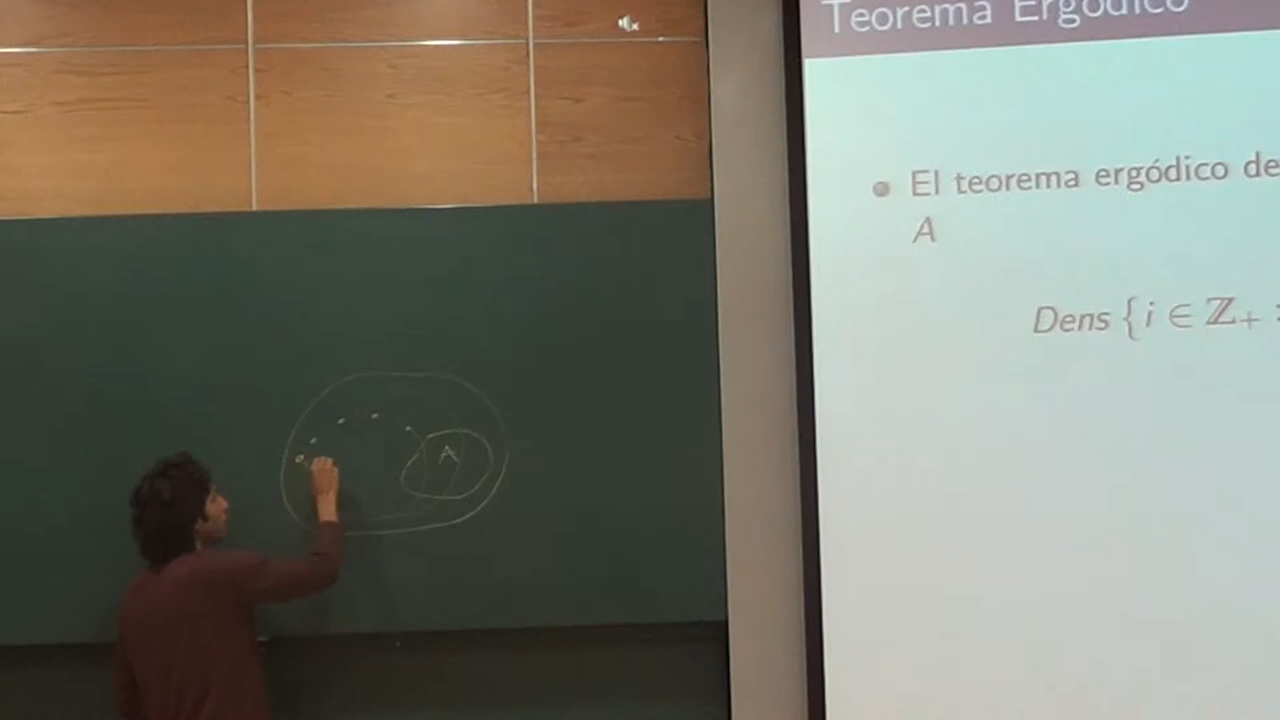 A
Teorema Ergódico
El teorema ergódico de
A
Dens {i ∈ ℤ₊ :